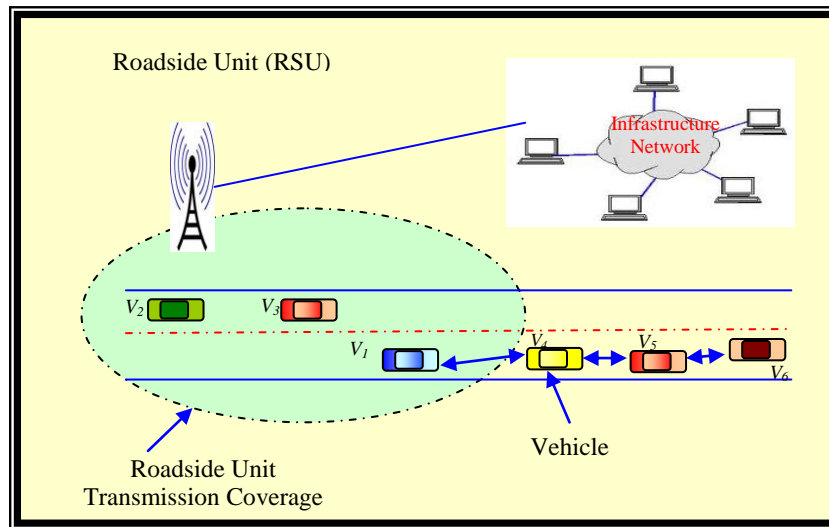 Roadside Unit (RSU)
Infrastructure
Network
V2
V3
V1
V4
V5
V6
Vehicle
Roadside Unit
Transmission Coverage